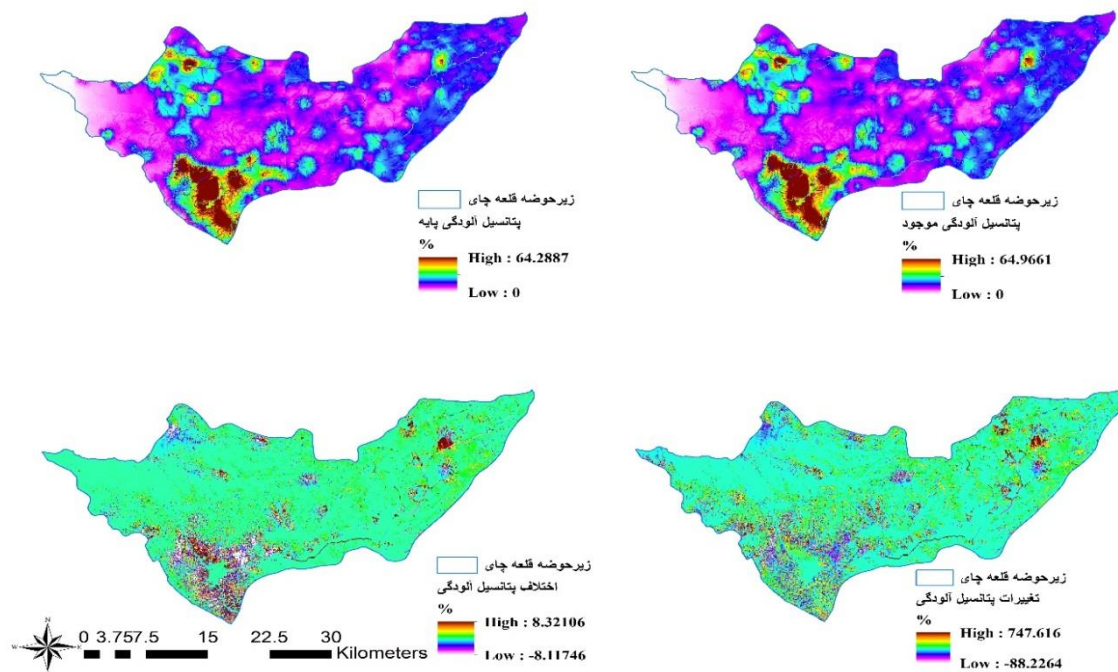 زیرحوضه قلعه چای
پتانسیل آلودگی پایه
%
High : 64.2887
Low : 0
زیرحوضه قلعه چای
پتانسیل آلودگی موجود
%
High : 64.9661
Low : 0
زیرحوضه قلعه چای
اختلاف پتانسیل آلودگی
%
High : 8.32106
Low : -8.11746
زیرحوضه قلعه چای
تغییرات پتانسیل آلودگی
%
High : 747.616
Low : -88.2264
N
W E
S
0 3.757.5 15 22.5 30
Kilometers